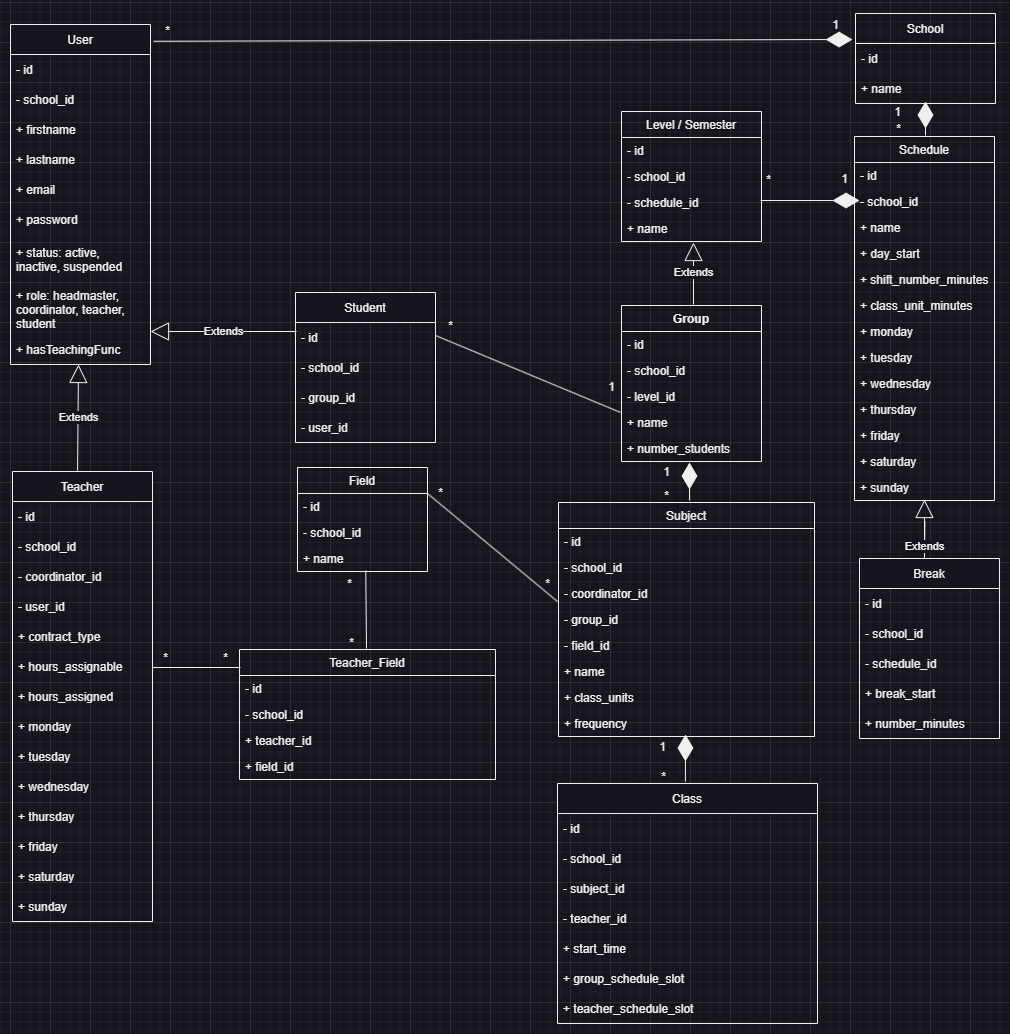 User
- id
- school_id
+ firstname
+ lastname
+ email
+ password
+ status: active,
inactive, suspended
+ role: headmaster,
coordinator, teacher,
student
+ hasTeachingFunc
*
1
School
- id
+ name
1
*
Level / Semester
- id
- school_id
- schedule_id
+ name
*
1
Schedule
- id
- school_id
+ name
+ day_start
+ shift_number_minutes
+ class_unit_minutes
+ monday
+ tuesday
+ wednesday
+ thursday
+ friday
+ saturday
+ sunday
Extends
Student
- id
- school_id
- group_id
- user_id
Extends
*
1
Group
- id
- school_id
- level_id
+ name
+ number_students
Extends
Teacher
- id
- school_id
- coordinator_id
- user_id
+ contract_type
+ hours_assignable
+ hours_assigned
+ monday
+ tuesday
+ wednesday
+ thursday
+ friday
+ saturday
+ sunday
Field
- id
- school_id
+ name
*
*
1
*
Subject
- id
- school_id
- coordinator_id
- group_id
- field_id
+ name
+ class_units
+ frequency
Extends
Break
- id
- school_id
- schedule_id
+ break_start
+ number_minutes
*
*
*
*
Teacher_Field
- id
- school_id
+ teacher_id
+ field_id
1
*
Class
- id
- school_id
- subject_id
- teacher_id
+ start_time
+ group_schedule_slot
+ teacher_schedule_slot